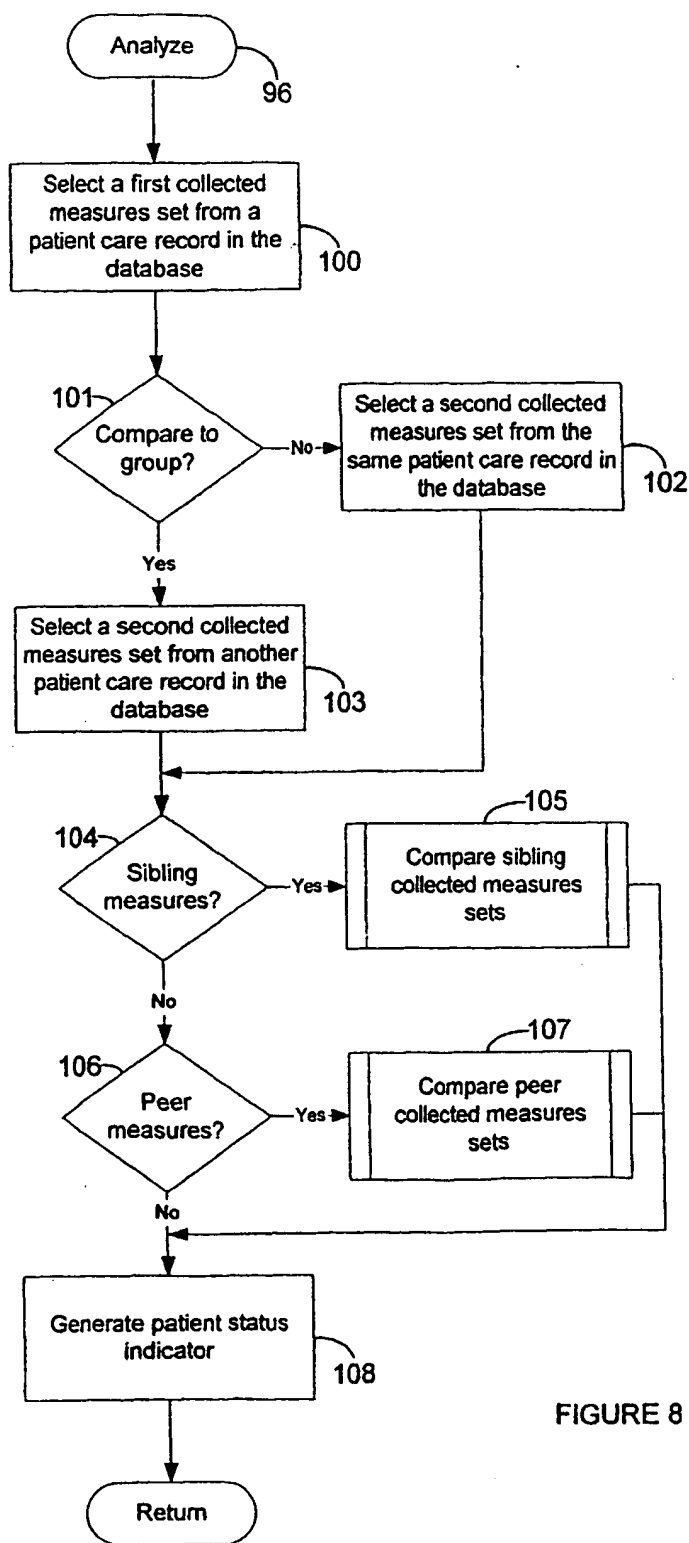 Analyze
96
Select a first collected
measures set from a
patient care record in the
database
100
101
Compare to
group?
No
Select a second collected
measures set from the
same patient care record in
the database
102
Yes
Select a second collected
measures set from another
patient care record in the
database
103
104
Sibling
measures?
Yes
105
Compare sibling
collected measures
sets
No
106
Peer
measures?
Yes
107
Compare peer
collected measures
sets
No
Generate patient status
indicator
108
FIGURE 8
Return